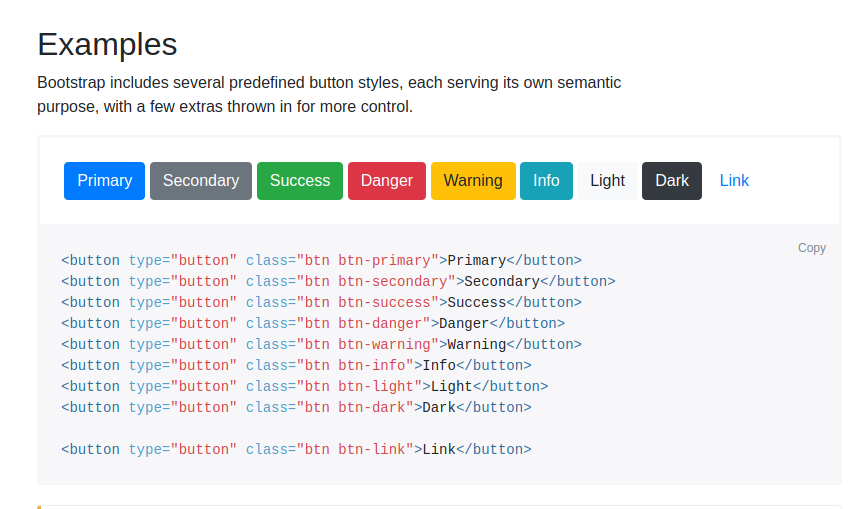 Examples
Bootstrap includes several predefined button styles, each serving its own semantic
purpose, with a few extras thrown in for more control.
Primary Secondary Success Danger Warning Info Light Dark Link
Copy
<button type="button" class="btn btn-primary">Primary</button>
<button type="button" class="btn btn-secondary">Secondary</button>
<button type="button" class="btn btn-success">Success</button>
<button type="button" class="btn btn-danger">Danger</button>
<button type="button" class="btn btn-warning">Warning</button>
<button type="button" class="btn btn-info">Info</button>
<button type="button" class="btn btn-light">Light</button>
<button type="button" class="btn btn-dark">Dark</button>
<button type="button" class="btn btn-link">Link</button>